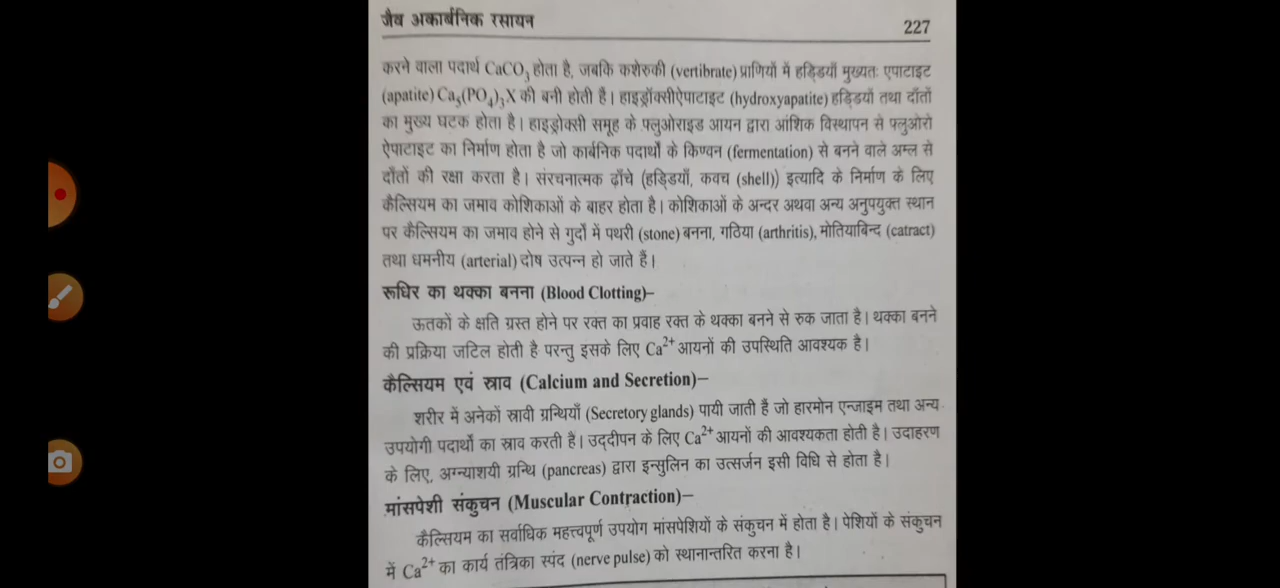 जैव अकार्बनिक रसायन
227
करने वाला पदार्थ CaCO₃ होता है, जबकि कशेरुकी (vertibrate) प्राणियों में हड्डियाँ मुख्यतः एपाटाइट
(apatite) Ca₅(PO₄)₃X की बनी होती है। हाइड्रॉक्सीऐपाटाइट (hydroxyapatite) हड्डियों तथा दाँतों
का मुख्य घटक होता है। हाइड्रोक्सी समूह के फ्लुओराइड आयन द्वारा आंशिक विस्थापन से फ्लुओरो
ऐपाटाइट का निर्माण होता है जो कार्बनिक पदार्थों के किण्वन (fermentation) से बनने वाले अम्ल से
दाँतों की रक्षा करता है। संरचनात्मक ढ़ाँचे (हड्डियाँ, कवच (shell)) इत्यादि के निर्माण के लिए
कैल्सियम का जमाव कोशिकाओं के बाहर होता है। कोशिकाओं के अन्दर अथवा अन्य अनुपयुक्त स्थान
पर कैल्सियम का जमाव होने से गुर्दों में पथरी (stone) बनना, गठिया (arthritis), मोतियाबिन्द (catract)
तथा धमनीय (arterial) दोष उत्पन्न हो जाते हैं।
रूधिर का थक्का बनना (Blood Clotting)–
ऊतकों के क्षति ग्रस्त होने पर रक्त का प्रवाह रक्त के थक्का बनने से रुक जाता है। थक्का बनने
की प्रक्रिया जटिल होती है परन्तु इसके लिए Ca²⁺ आयनों की उपस्थिति आवश्यक है।
कैल्सियम एवं स्राव (Calcium and Secretion)–
शरीर में अनेकों स्रावी ग्रन्थियाँ (Secretory glands) पायी जाती हैं जो हारमोन एन्जाइम तथा अन्य
उपयोगी पदार्थों का स्राव करती है। उद्दीपन के लिए Ca²⁺ आयनों की आवश्यकता होती है। उदाहरण
के लिए, अग्न्याशयी ग्रन्थि (pancreas) द्वारा इन्सुलिन का उत्सर्जन इसी विधि से होता है।
मांसपेशी संकुचन (Muscular Contraction)–
कैल्सियम का सर्वाधिक महत्त्वपूर्ण उपयोग मांसपेशियों के संकुचन में होता है। पेशियों के संकुचन
में Ca²⁺ का कार्य तंत्रिका स्पंद (nerve pulse) को स्थानान्तरित करना है।